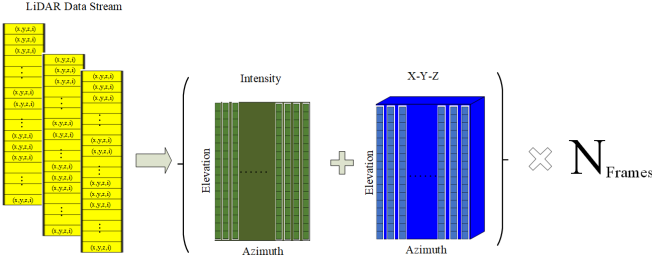 LiDAR Data Stream
(x,y,z,i)
(x,y,z,i)
(x,y,z,i)
⋮
(x,y,z,i)
(x,y,z,i)
⋮
(x,y,z,i)
(x,y,z,i)
(x,y,z,i)
⋮
(x,y,z,i)
(x,y,z,i)
(x,y,z,i)
(x,y,z,i)
⋮
(x,y,z,i)
(x,y,z,i)
⋮
(x,y,z,i)
(x,y,z,i)
(x,y,z,i)
⋮
(x,y,z,i)
(x,y,z,i)
(x,y,z,i)
(x,y,z,i)
⋮
(x,y,z,i)
(x,y,z,i)
⋮
(x,y,z,i)
(x,y,z,i)
(x,y,z,i)
⋮
(x,y,z,i)
Intensity
Elevation
......
Azimuth
X-Y-Z
Elevation
......
Azimuth
N Frames